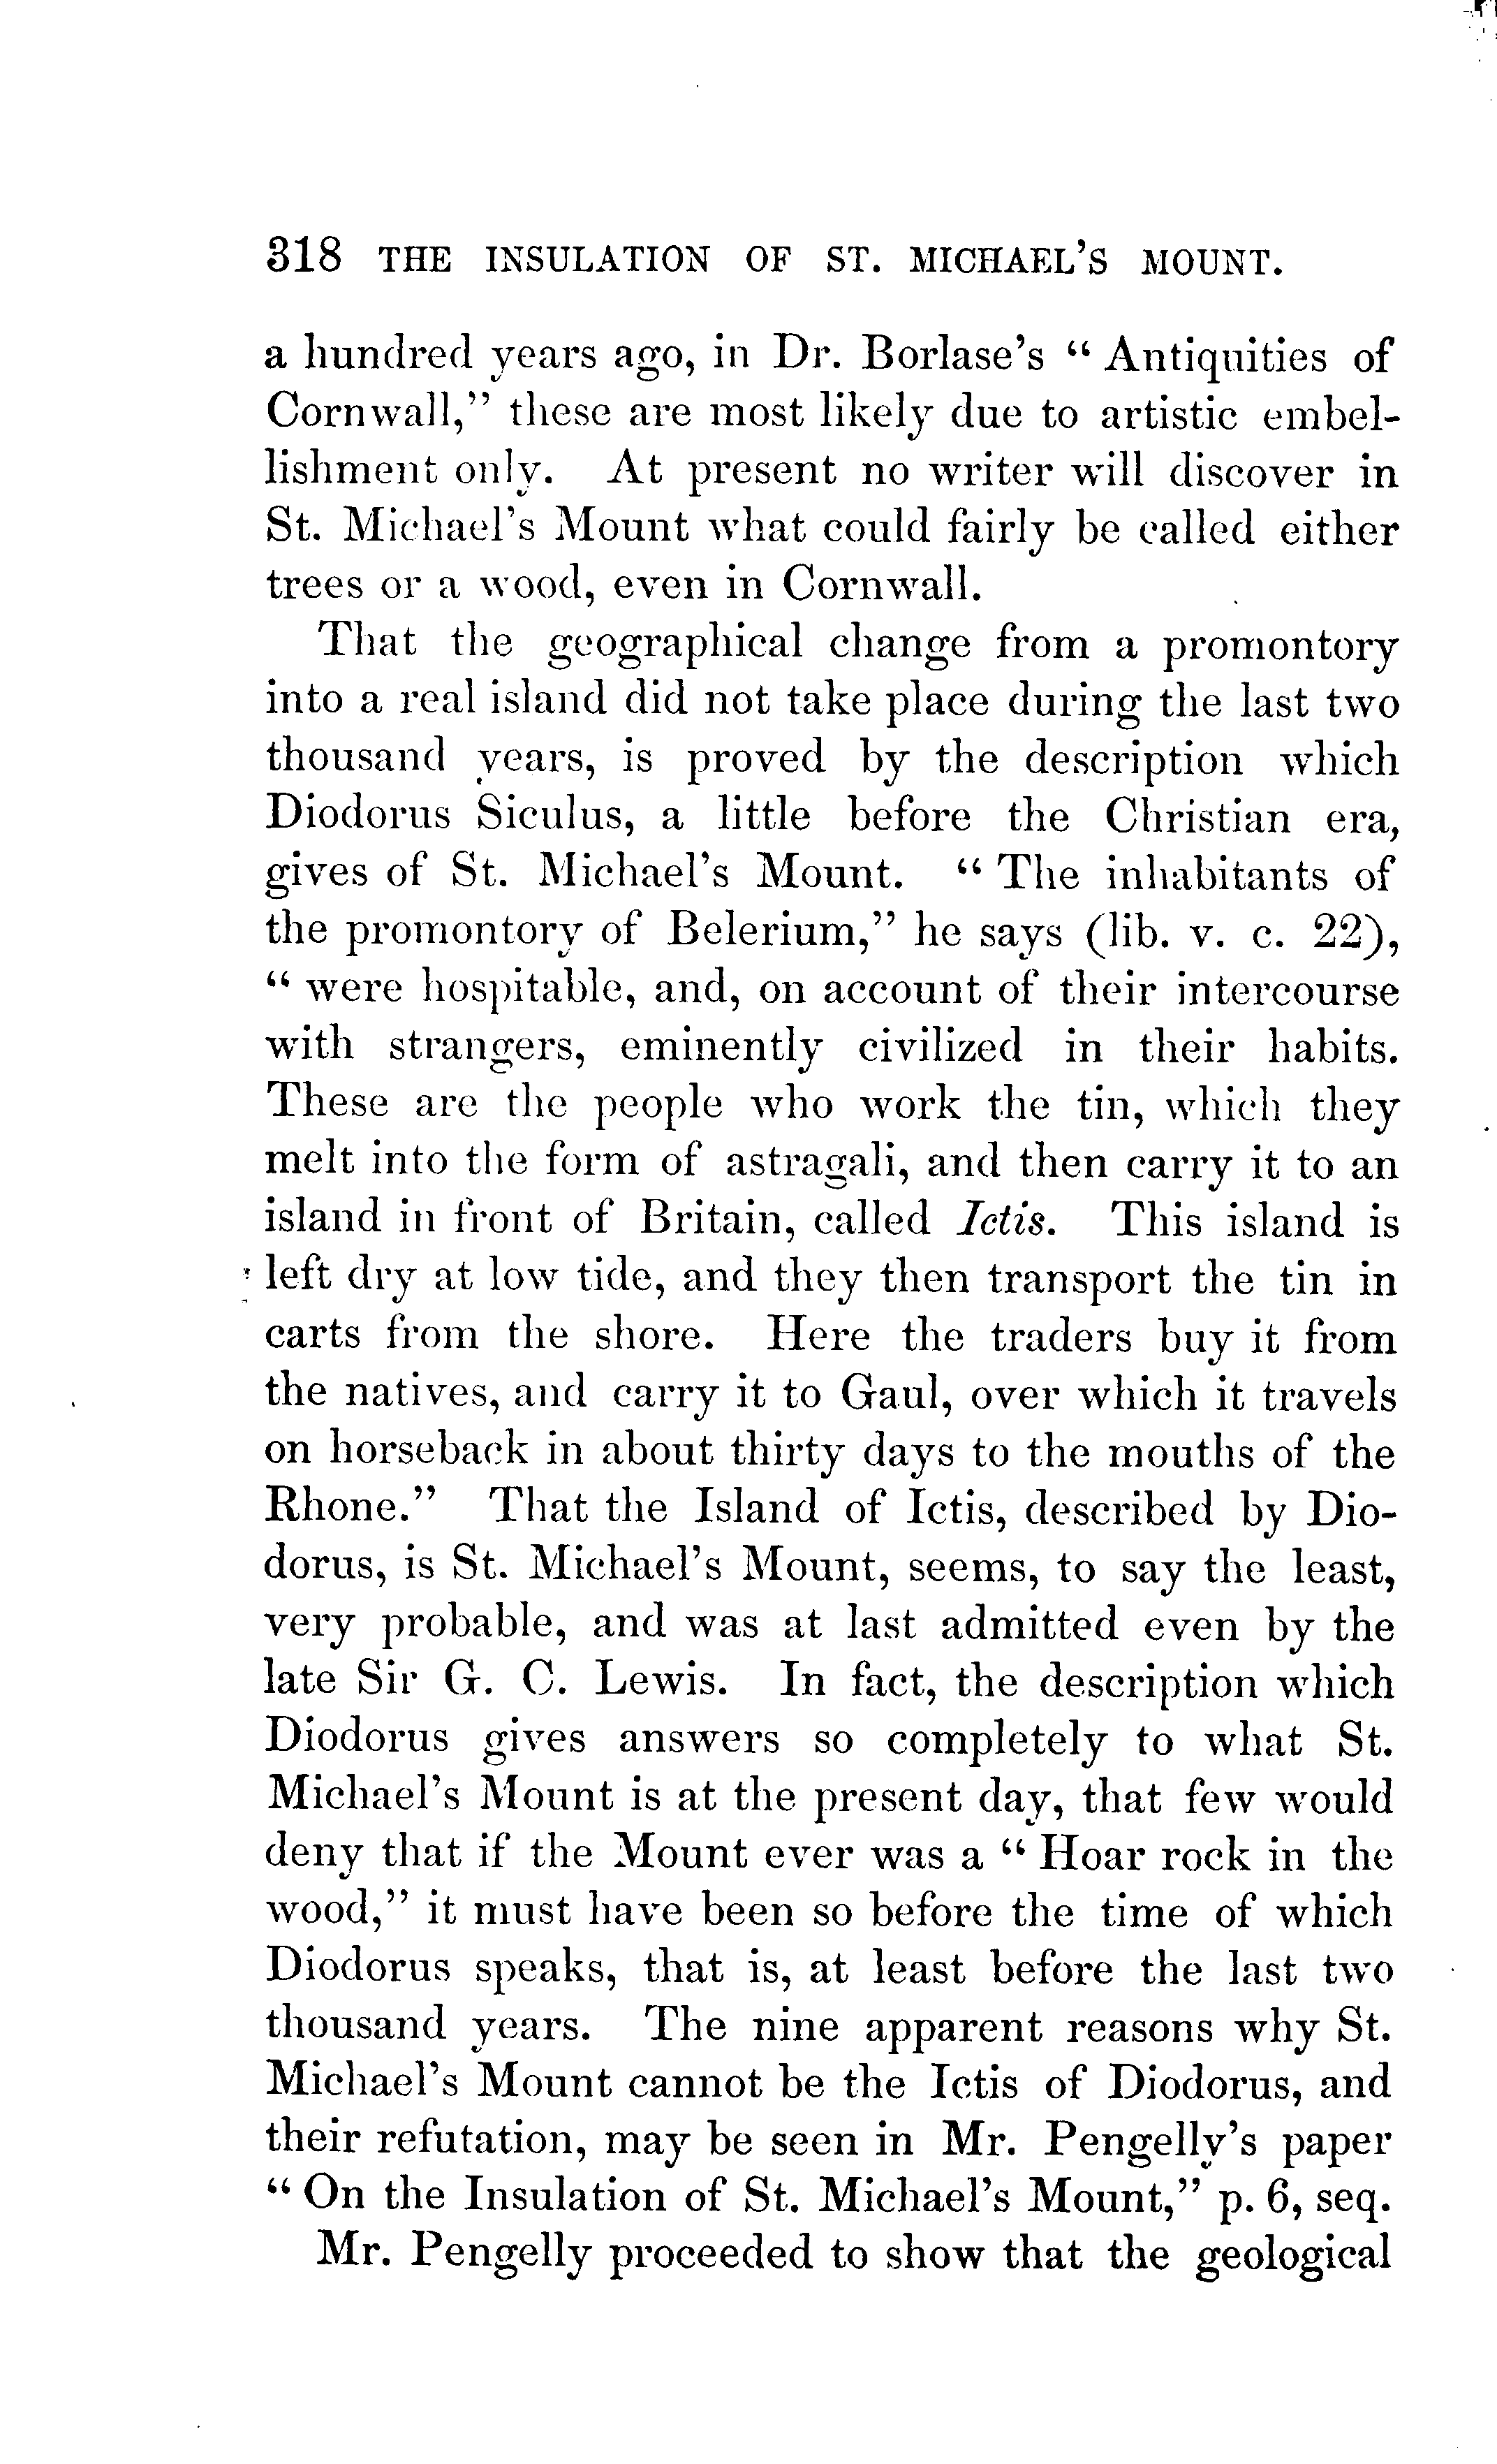 318 THE INSULATION OF ST. MICHAEL'S MOUNT.
a hundred years ago, in Dr. Borlase's "Antiquities of
Cornwall," these are most likely due to artistic embel-
lishment only. At present no writer will discover in
St. Michael's Mount what could fairly be called either
trees or a wood, even in Cornwall.
That the geographical change from a promontory
into a real island did not take place during the last two
thousand years, is proved by the description which
Diodorus Siculus, a little before the Christian era,
gives of St. Michael's Mount. "The inhabitants of
the promontory of Belerium," he says (lib. v. c. 22),
"were hospitable, and, on account of their intercourse
with strangers, eminently civilized in their habits.
These are the people who work the tin, which they
melt into the form of astragali, and then carry it to an
island in front of Britain, called Ictis. This island is
left dry at low tide, and they then transport the tin in
carts from the shore. Here the traders buy it from
the natives, and carry it to Gaul, over which it travels
on horseback in about thirty days to the mouths of the
Rhone." That the Island of Ictis, described by Dio-
dorus, is St. Michael's Mount, seems, to say the least,
very probable, and was at last admitted even by the
late Sir G. C. Lewis. In fact, the description which
Diodorus gives answers so completely to what St.
Michael's Mount is at the present day, that few would
deny that if the Mount ever was a "Hoar rock in the
wood," it must have been so before the time of which
Diodorus speaks, that is, at least before the last two
thousand years. The nine apparent reasons why St.
Michael's Mount cannot be the Ictis of Diodorus, and
their refutation, may be seen in Mr. Pengelly's paper
"On the Insulation of St. Michael's Mount," p. 6, seq.
Mr. Pengelly proceeded to show that the geological